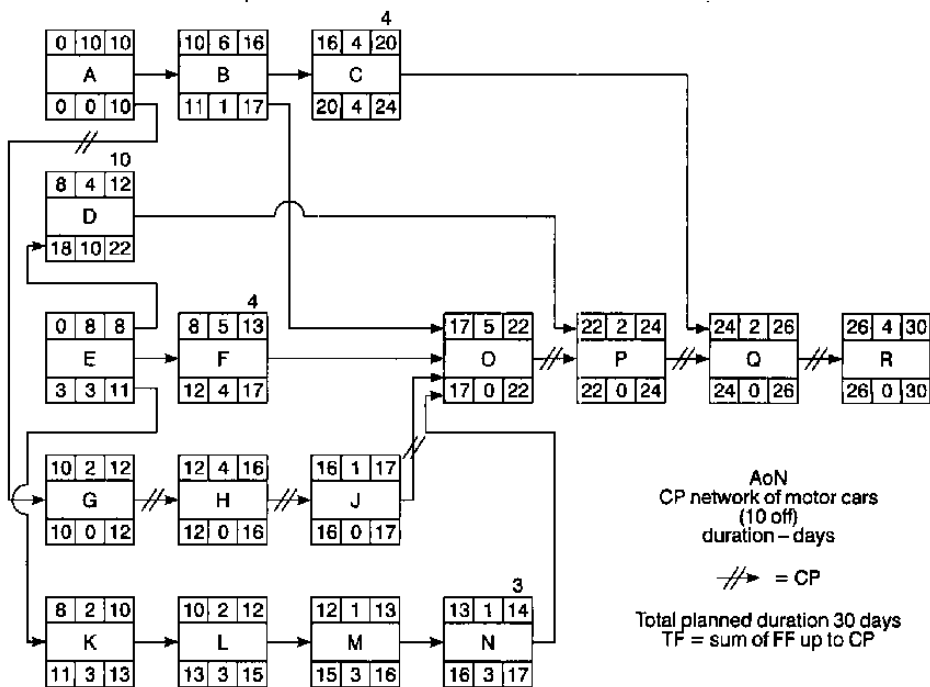 4
0 10 10 10 6 16 16 4 20
A B C
0 0 10 11 1 17 20 4 24
10
8 4 12
D
18 10 22
4
0 8 8 8 5 13 17 5 22 22 2 24 24 2 26 26 4 30
E F O P Q R
3 3 11 12 4 17 17 0 22 22 0 24 24 0 26 26 0 30
10 2 12 12 4 16 16 1 17
G H J
10 0 12 12 0 16 16 0 17
AoN
CP network of motor cars
(10 off)
duration – days
= CP
3
8 2 10 10 2 12 12 1 13 13 1 14
K L M N
11 3 13 13 3 15 15 3 16 16 3 17
Total planned duration 30 days
TF = sum of FF up to CP